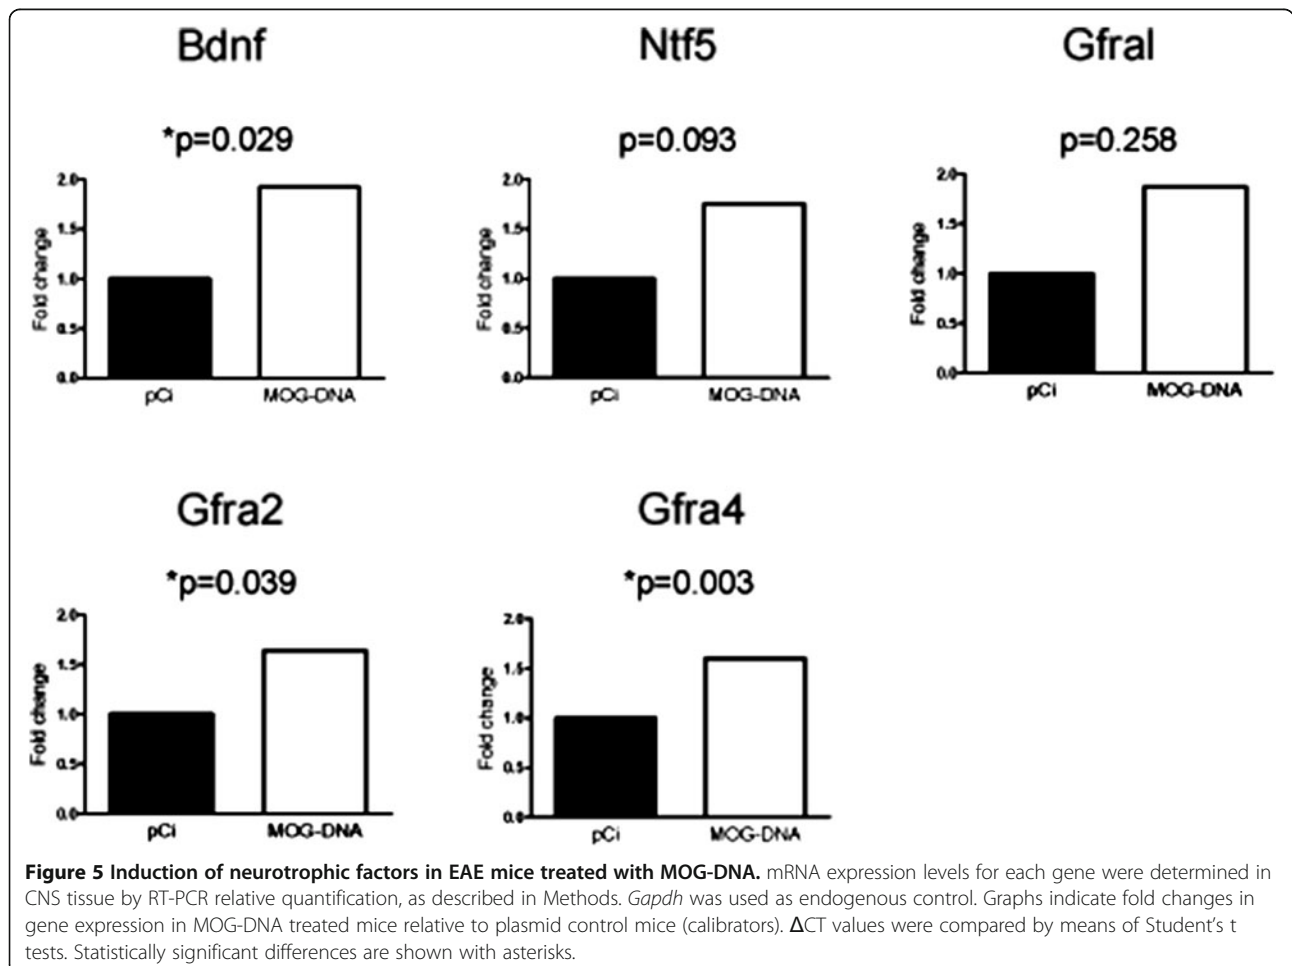 Bdnf
Ntf5
Gfral
*p=0.029
p=0.093
p=0.258
2.0
1.5
1.0
0.5
0.0
Fold change
pCi
MOG-DNA
2.0
1.5
1.0
0.5
0.0
Fold change
pCi
MOG-DNA
2.0
1.5
1.0
0.5
0.0
Fold change
pCi
MOG-DNA
Gfra2
Gfra4
*p=0.039
*p=0.003
2.0
1.5
1.0
0.5
0.0
Fold change
pCi
MOG-DNA
2.0
1.5
1.0
0.5
0.0
Fold change
pCi
MOG-DNA
Figure 5 Induction of neurotrophic factors in EAE mice treated with MOG-DNA. mRNA expression levels for each gene were determined in
CNS tissue by RT-PCR relative quantification, as described in Methods. Gapdh was used as endogenous control. Graphs indicate fold changes in
gene expression in MOG-DNA treated mice relative to plasmid control mice (calibrators). ΔCT values were compared by means of Student's t
tests. Statistically significant differences are shown with asterisks.